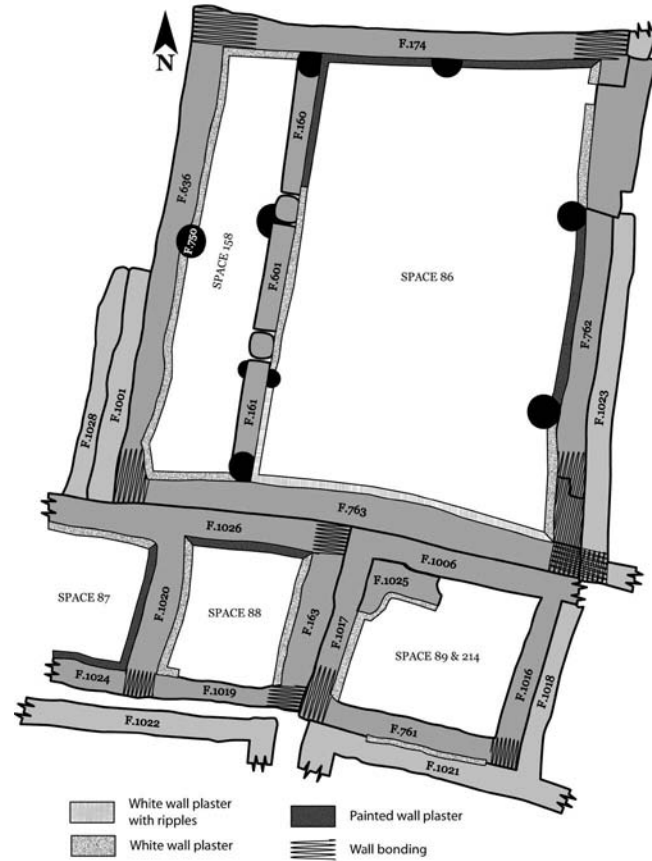 N
F.174
F.160
F.636
F.750
SPACE 158
F.601
SPACE 86
F.762
F.161
F.1023
F.1001
F.1028
F.763
F.1026
F.1006
F.1025
SPACE 87
F.1020
SPACE 88
F.163
F.1017
SPACE 89 & 214
F.1016
F.1018
F.1024
F.1019
F.1022
F.761
F.1021
White wall plaster
with ripples
Painted wall plaster
White wall plaster
Wall bonding